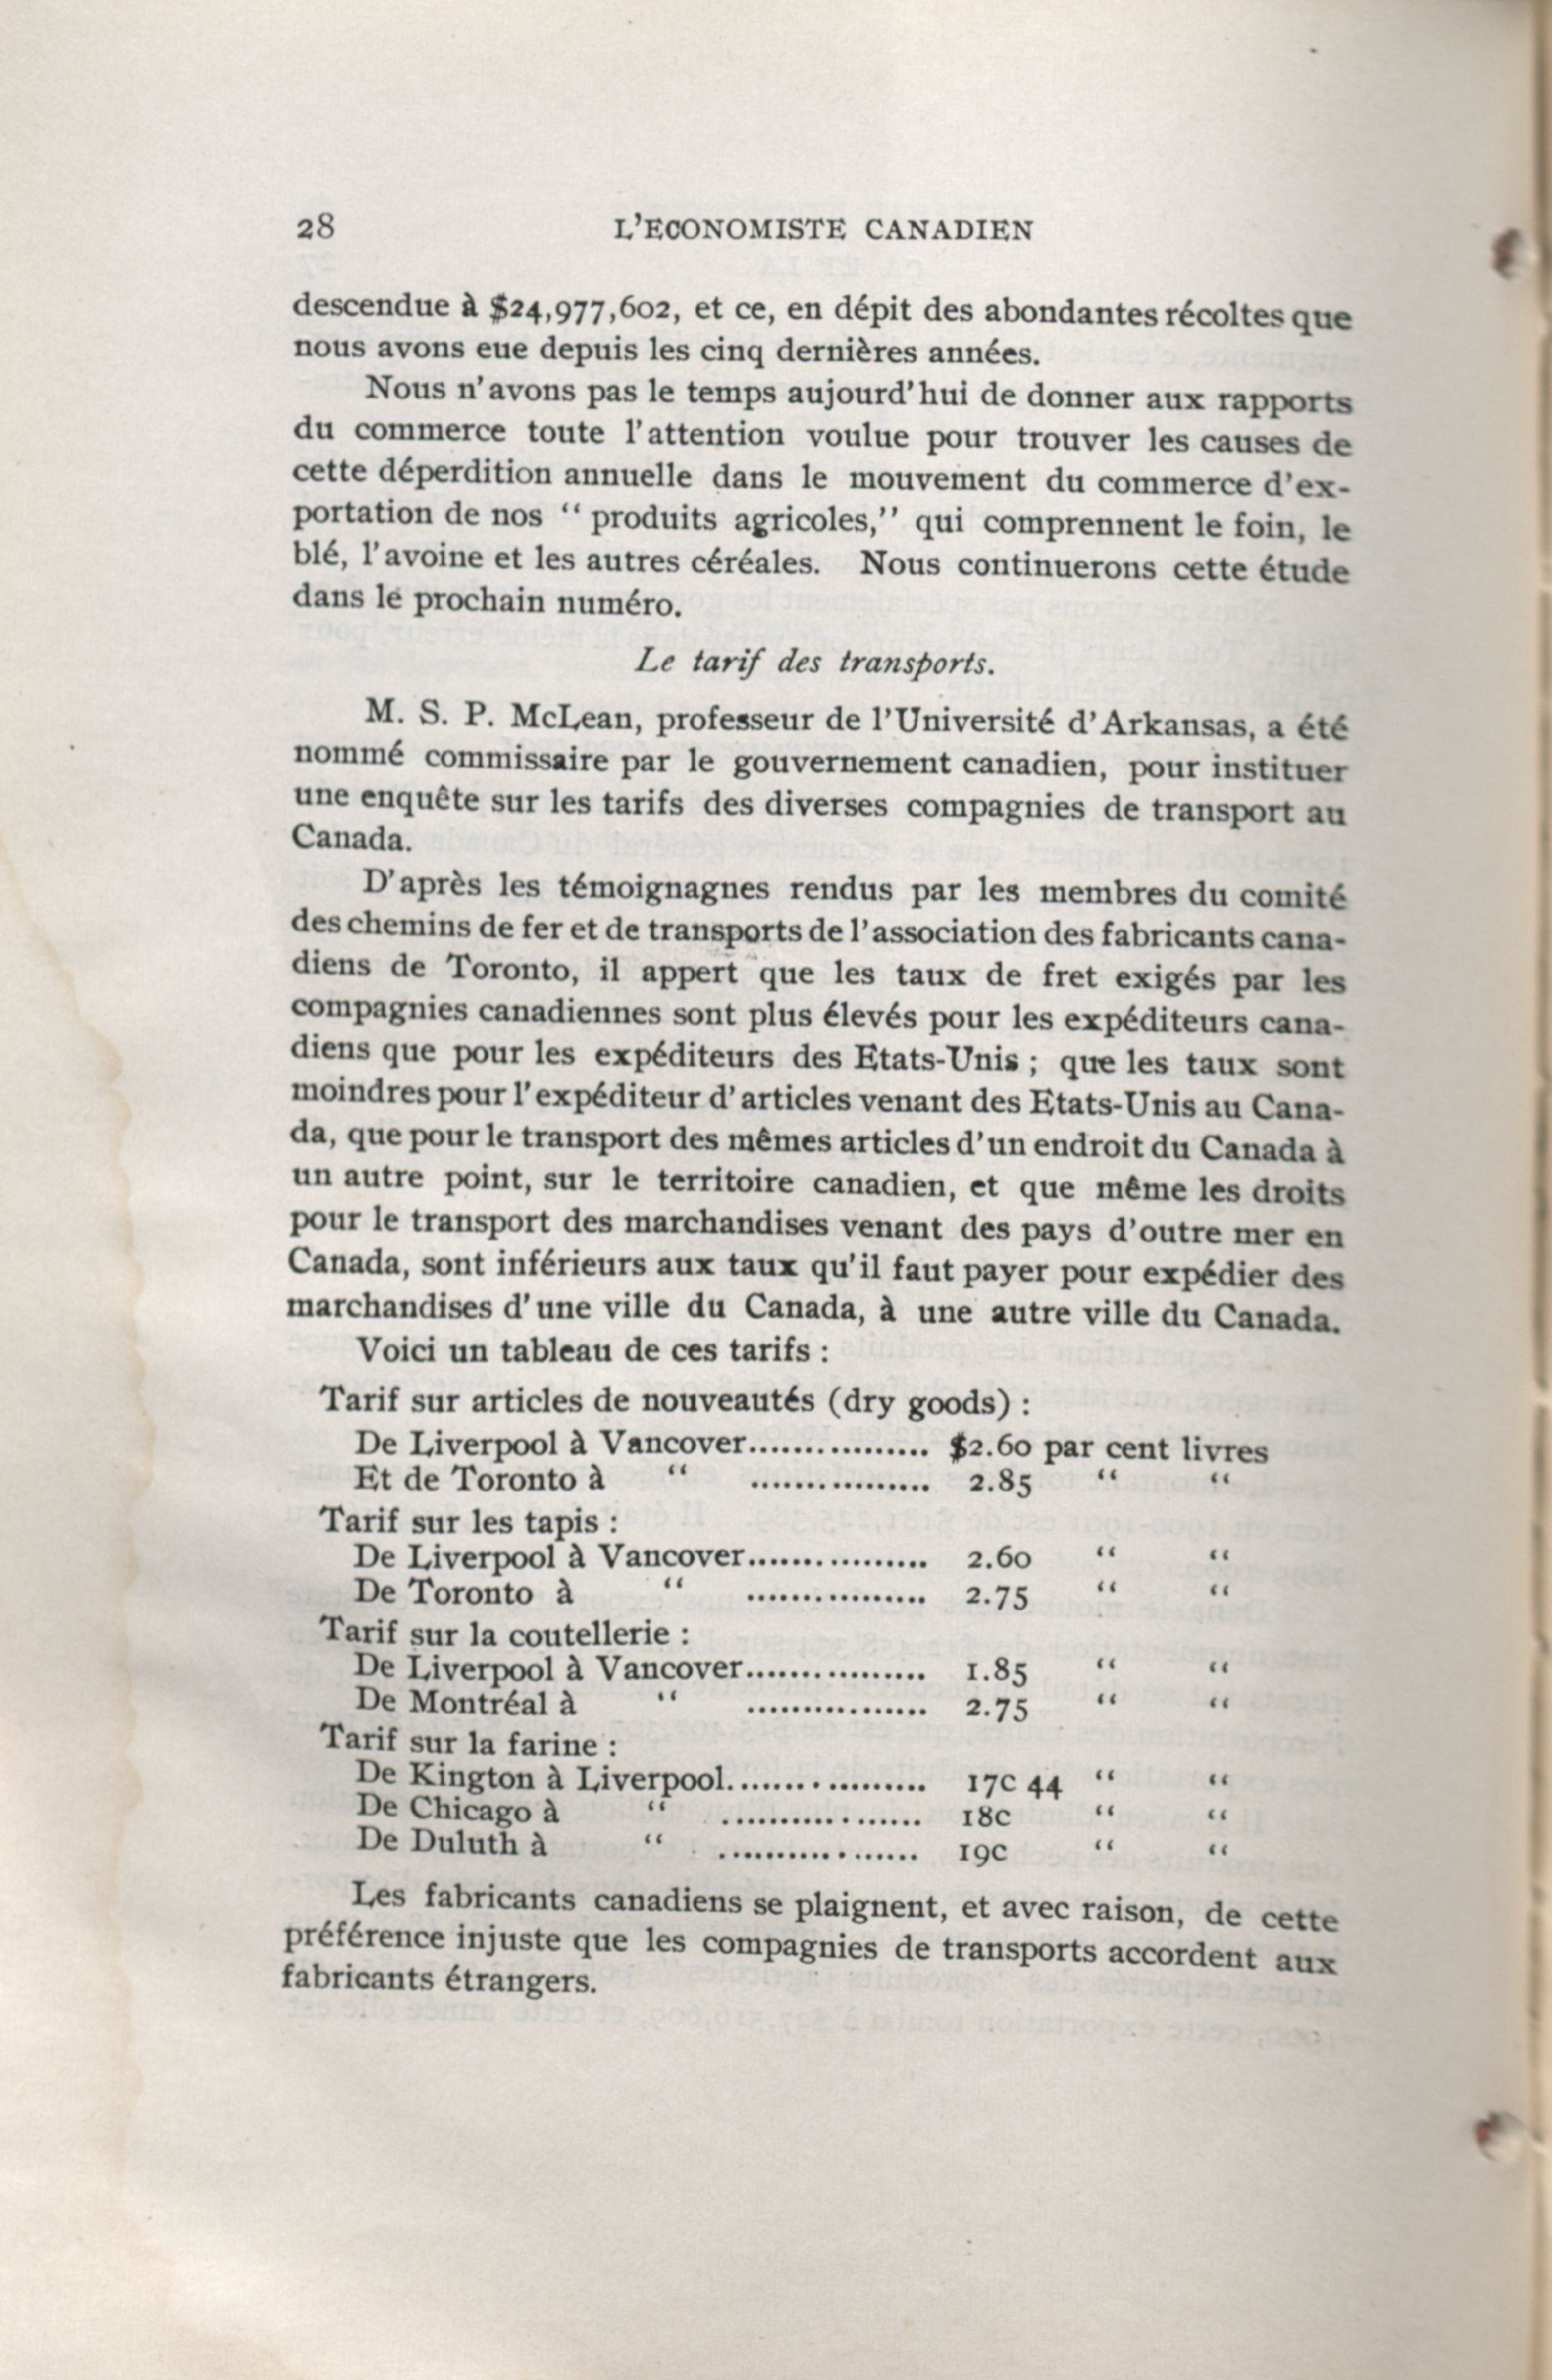 28 L'ECONOMISTE CANADIEN
descendue à $24,977,602, et ce, en dépit des abondantes récoltes que
nous avons eue depuis les cinq dernières années.
Nous n'avons pas le temps aujourd'hui de donner aux rapports
du commerce toute l'attention voulue pour trouver les causes de
cette déperdition annuelle dans le mouvement du commerce d'ex-
portation de nos " produits agricoles," qui comprennent le foin, le
blé, l'avoine et les autres céréales. Nous continuerons cette étude
dans le prochain numéro.
Le tarif des transports.
M. S. P. McLean, professeur de l'Université d'Arkansas, a été
nommé commissaire par le gouvernement canadien, pour instituer
une enquête sur les tarifs des diverses compagnies de transport au
Canada.
D'après les témoignagnes rendus par les membres du comité
des chemins de fer et de transports de l'association des fabricants cana-
diens de Toronto, il appert que les taux de fret exigés par les
compagnies canadiennes sont plus élevés pour les expéditeurs cana-
diens que pour les expéditeurs des Etats-Unis ; que les taux sont
moindres pour l'expéditeur d'articles venant des Etats-Unis au Cana-
da, que pour le transport des mêmes articles d'un endroit du Canada à
un autre point, sur le territoire canadien, et que même les droits
pour le transport des marchandises venant des pays d'outre mer en
Canada, sont inférieurs aux taux qu'il faut payer pour expédier des
marchandises d'une ville du Canada, à une autre ville du Canada.
Voici un tableau de ces tarifs :
Tarif sur articles de nouveautés (dry goods) :
De Liverpool à Vancover................ $2.60 par cent livres
Et de Toronto à " ................ 2.85 " "
Tarif sur les tapis :
De Liverpool à Vancover................ 2.60 " "
De Toronto à " ................ 2.75 " "
Tarif sur la coutellerie :
De Liverpool à Vancover................ 1.85 " "
De Montréal à " ................ 2.75 " "
Tarif sur la farine :
De Kington à Liverpool.................. 17c 44 " "
De Chicago à " .................. 18c " "
De Duluth à " .................. 19c " "
Les fabricants canadiens se plaignent, et avec raison, de cette
préférence injuste que les compagnies de transports accordent aux
fabricants étrangers.